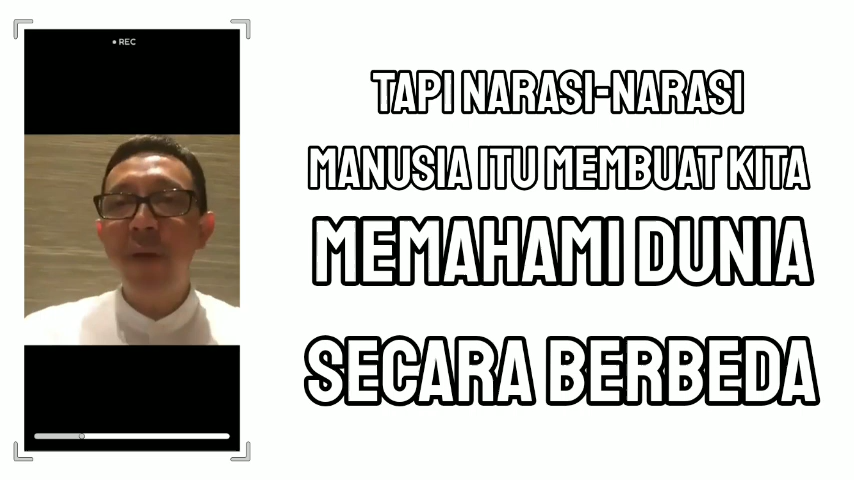 REC
TAPI NARASI-NARASI
MANUSIA ITU MEMBUAT KITA
MEMAHAMI DUNIA
SECARA BERBEDA